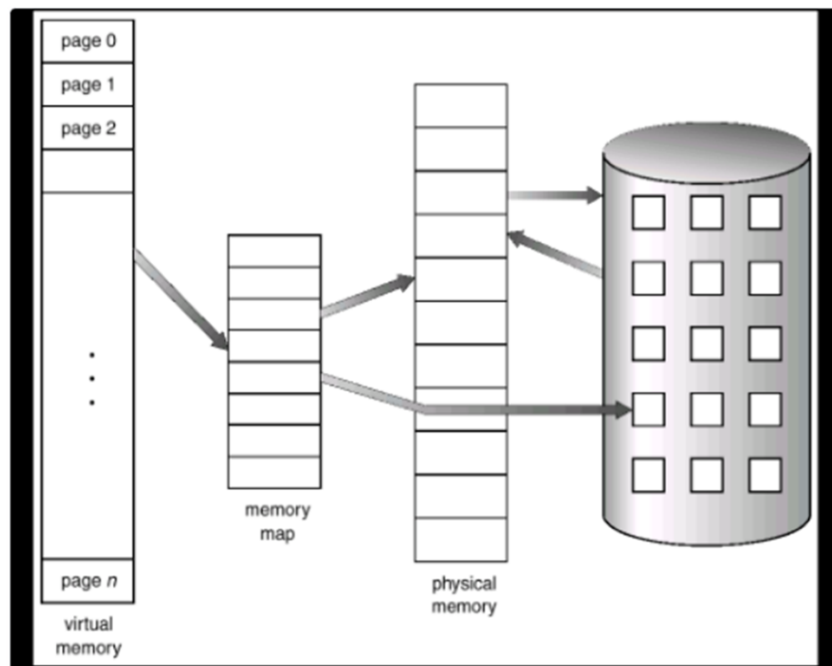 page 0
page 1
page 2
page n
virtual
memory
memory
map
physical
memory